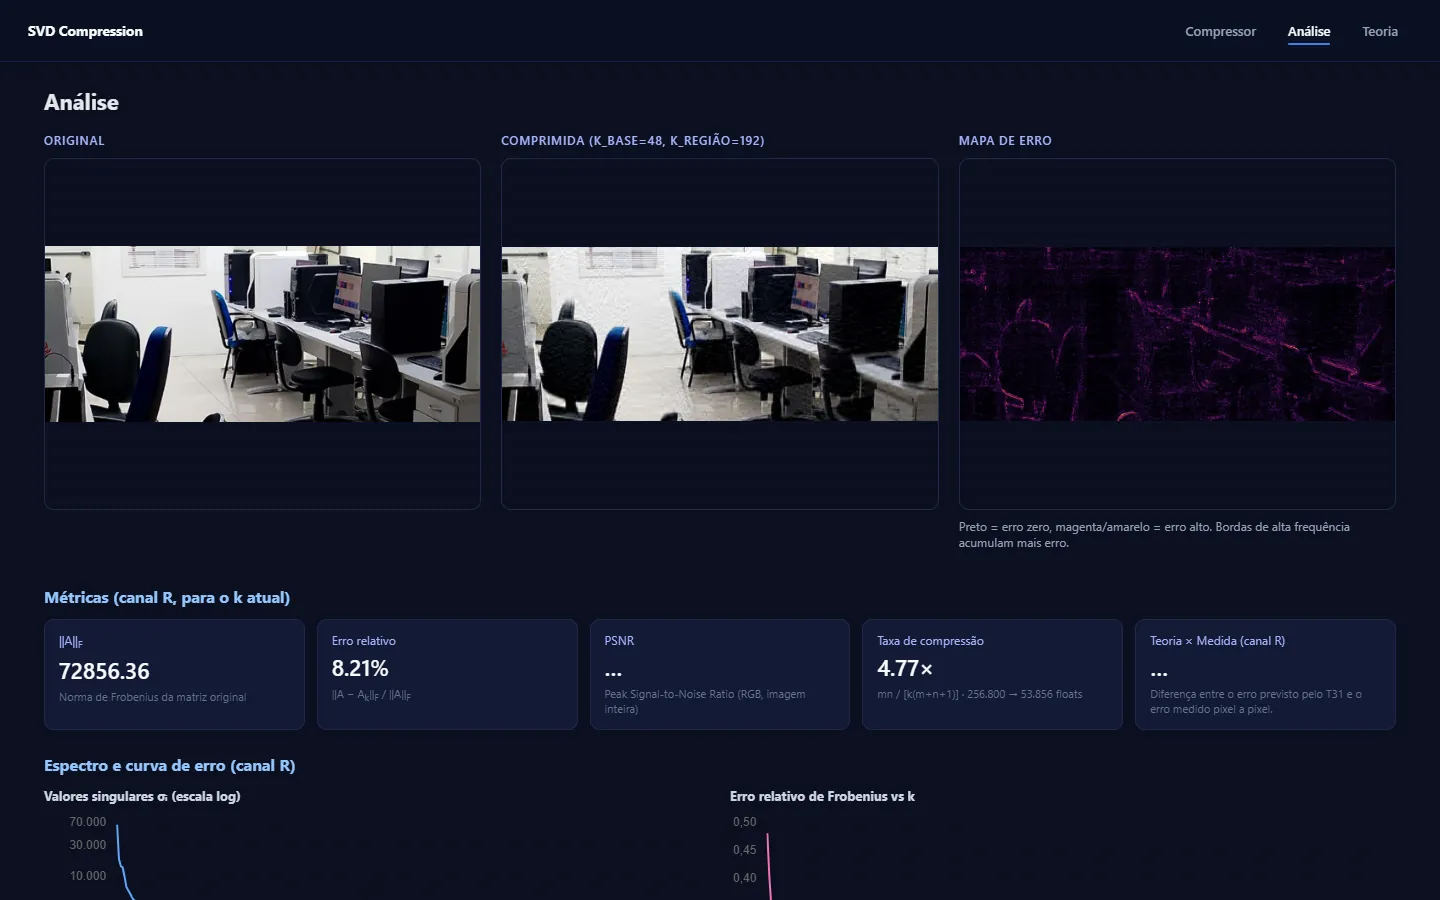 SVD Compression
Compressor
Análise
Teoria
Análise
ORIGINAL
COMPRIMIDA (K_BASE=48, K_REGIÃO=192)
MAPA DE ERRO
Preto = erro zero, magenta/amarelo = erro alto. Bordas de alta frequência
acumulam mais erro.
Métricas (canal R, para o k atual)
||A||F
72856.36
Norma de Frobenius da matriz original
Erro relativo
8.21%
||A − Ak||F / ||A||F
PSNR
...
Peak Signal-to-Noise Ratio (RGB, imagem
inteira)
Taxa de compressão
4.77×
mn / [k(m+n+1)] · 256.800 → 53.856 floats
Teoria × Medida (canal R)
...
Diferença entre o erro previsto pelo T31 e o
erro medido pixel a pixel.
Espectro e curva de erro (canal R)
Valores singulares σᵢ (escala log)
70.000
30.000
10.000
Erro relativo de Frobenius vs k
0,50
0,45
0,40